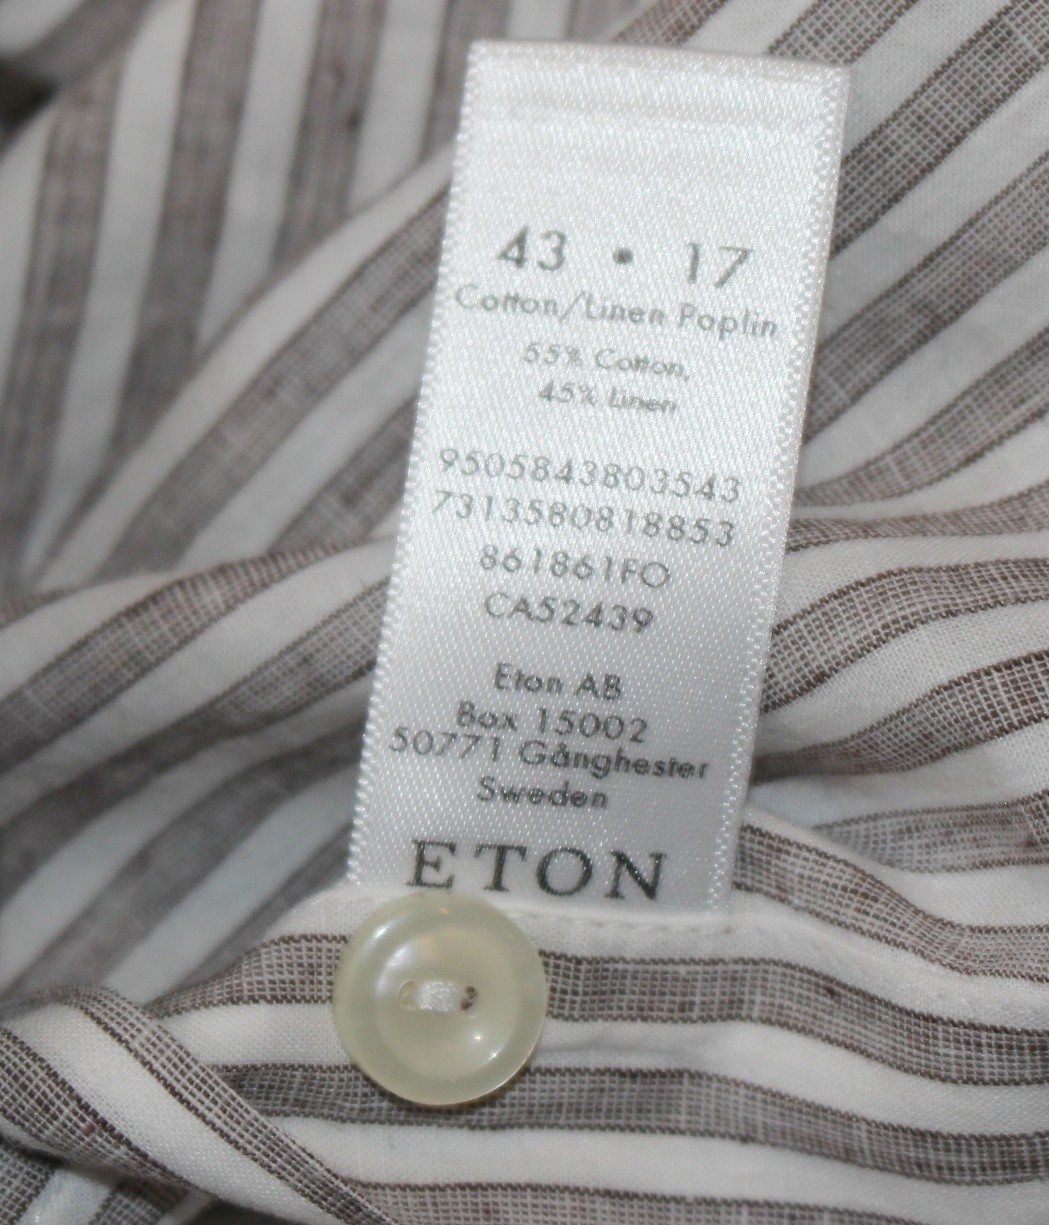 43 • 17
Cotton/Linen Poplin
55% Cotton,
45% Linen
9505843803543
7313580818853
861861FO
CA52439
Eton AB
Box 15002
50771 Gånghester
Sweden
ETON